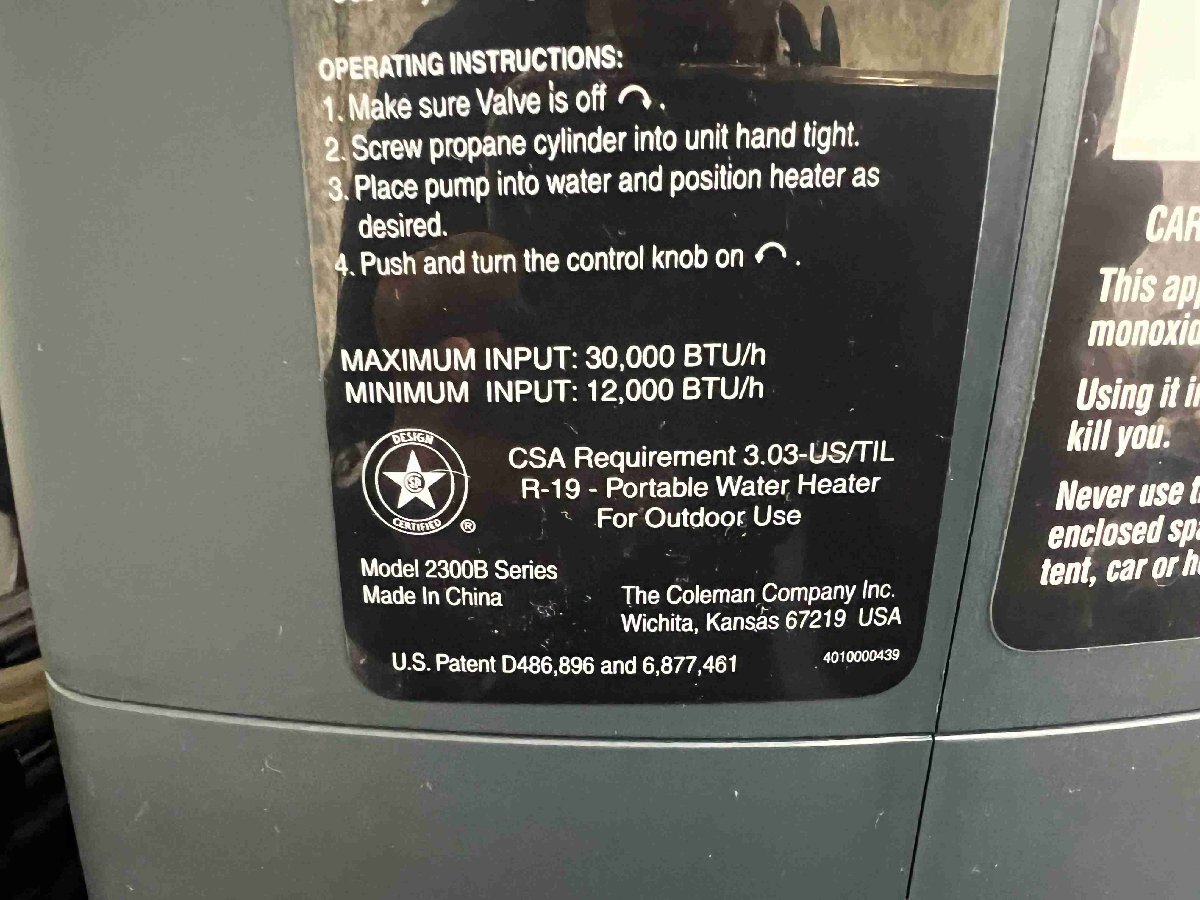 OPERATING INSTRUCTIONS:
1. Make sure Valve is off ↷.
2. Screw propane cylinder into unit hand tight.
3. Place pump into water and position heater as
desired.
4. Push and turn the control knob on ↶.
MAXIMUM INPUT: 30,000 BTU/h
MINIMUM INPUT: 12,000 BTU/h
DESIGN
CERTIFIED ®
CSA Requirement 3.03-US/TIL
R-19 - Portable Water Heater
For Outdoor Use
Model 2300B Series
Made In China
The Coleman Company Inc.
Wichita, Kansas 67219 USA
U.S. Patent D486,896 and 6,877,461
4010000439
CAR
This ap
monoxid
Using it i
kill you.
Never use
enclosed sp
tent, car or h